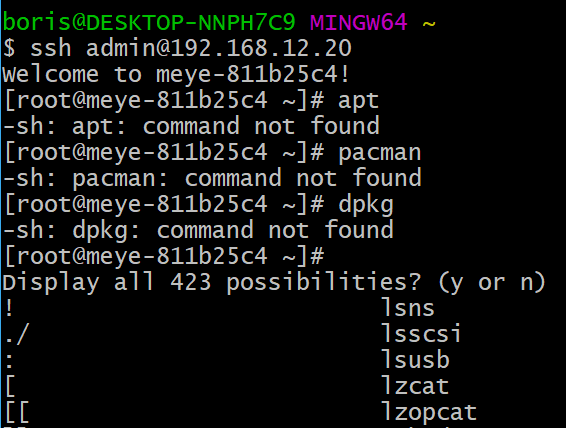 boris@DESKTOP-NNPH7C9 MINGW64 ~
$ ssh admin@192.168.12.20
Welcome to meye-811b25c4!
[root@meye-811b25c4 ~]# apt
-sh: apt: command not found
[root@meye-811b25c4 ~]# pacman
-sh: pacman: command not found
[root@meye-811b25c4 ~]# dpkg
-sh: dpkg: command not found
[root@meye-811b25c4 ~]#
Display all 423 possibilities? (y or n)
! lsns
./ lsscsi
: lsusb
[ lzcat
[[ lzopcat